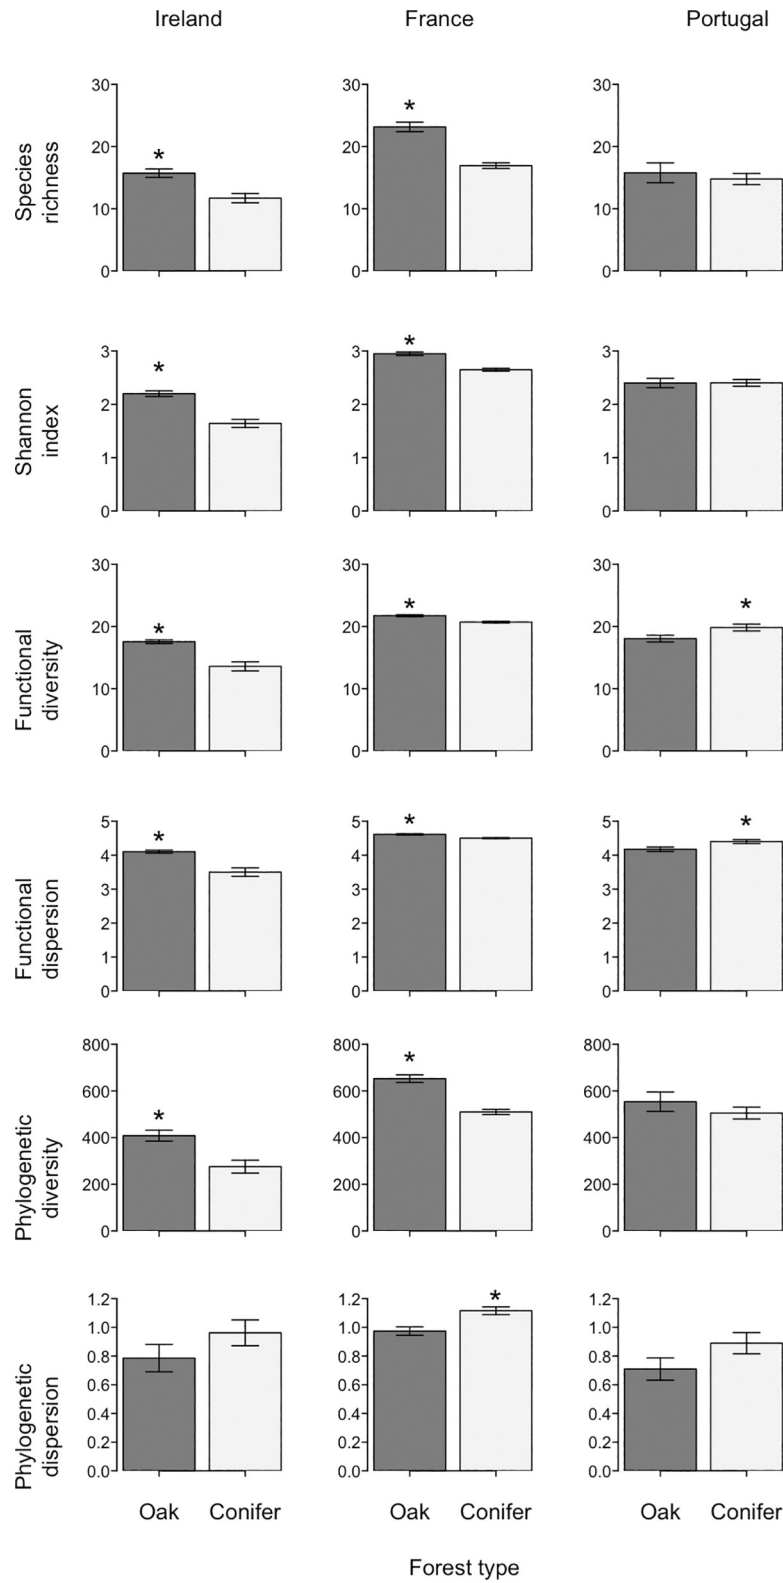 Ireland France Portugal
Species
richness
30 30 30
* *
20 20 20
10 10 10
0 0 0
Shannon
index
3 3 3
* *
2 2 2
1 1 1
0 0 0
Functional
diversity
30 30 30
* * *
20 20 20
10 10 10
0 0 0
Functional
dispersion
5 5 5
* * *
4 4 4
3 3 3
2 2 2
1 1 1
0 0 0
Phylogenetic
diversity
800 800 800
* *
600 600 600
400 400 400
200 200 200
0 0 0
Phylogenetic
dispersion
1.2 1.2 1.2
*
1.0 1.0 1.0
0.8 0.8 0.8
0.6 0.6 0.6
0.4 0.4 0.4
0.2 0.2 0.2
0.0 0.0 0.0
Oak Conifer Oak Conifer Oak Conifer
Forest type